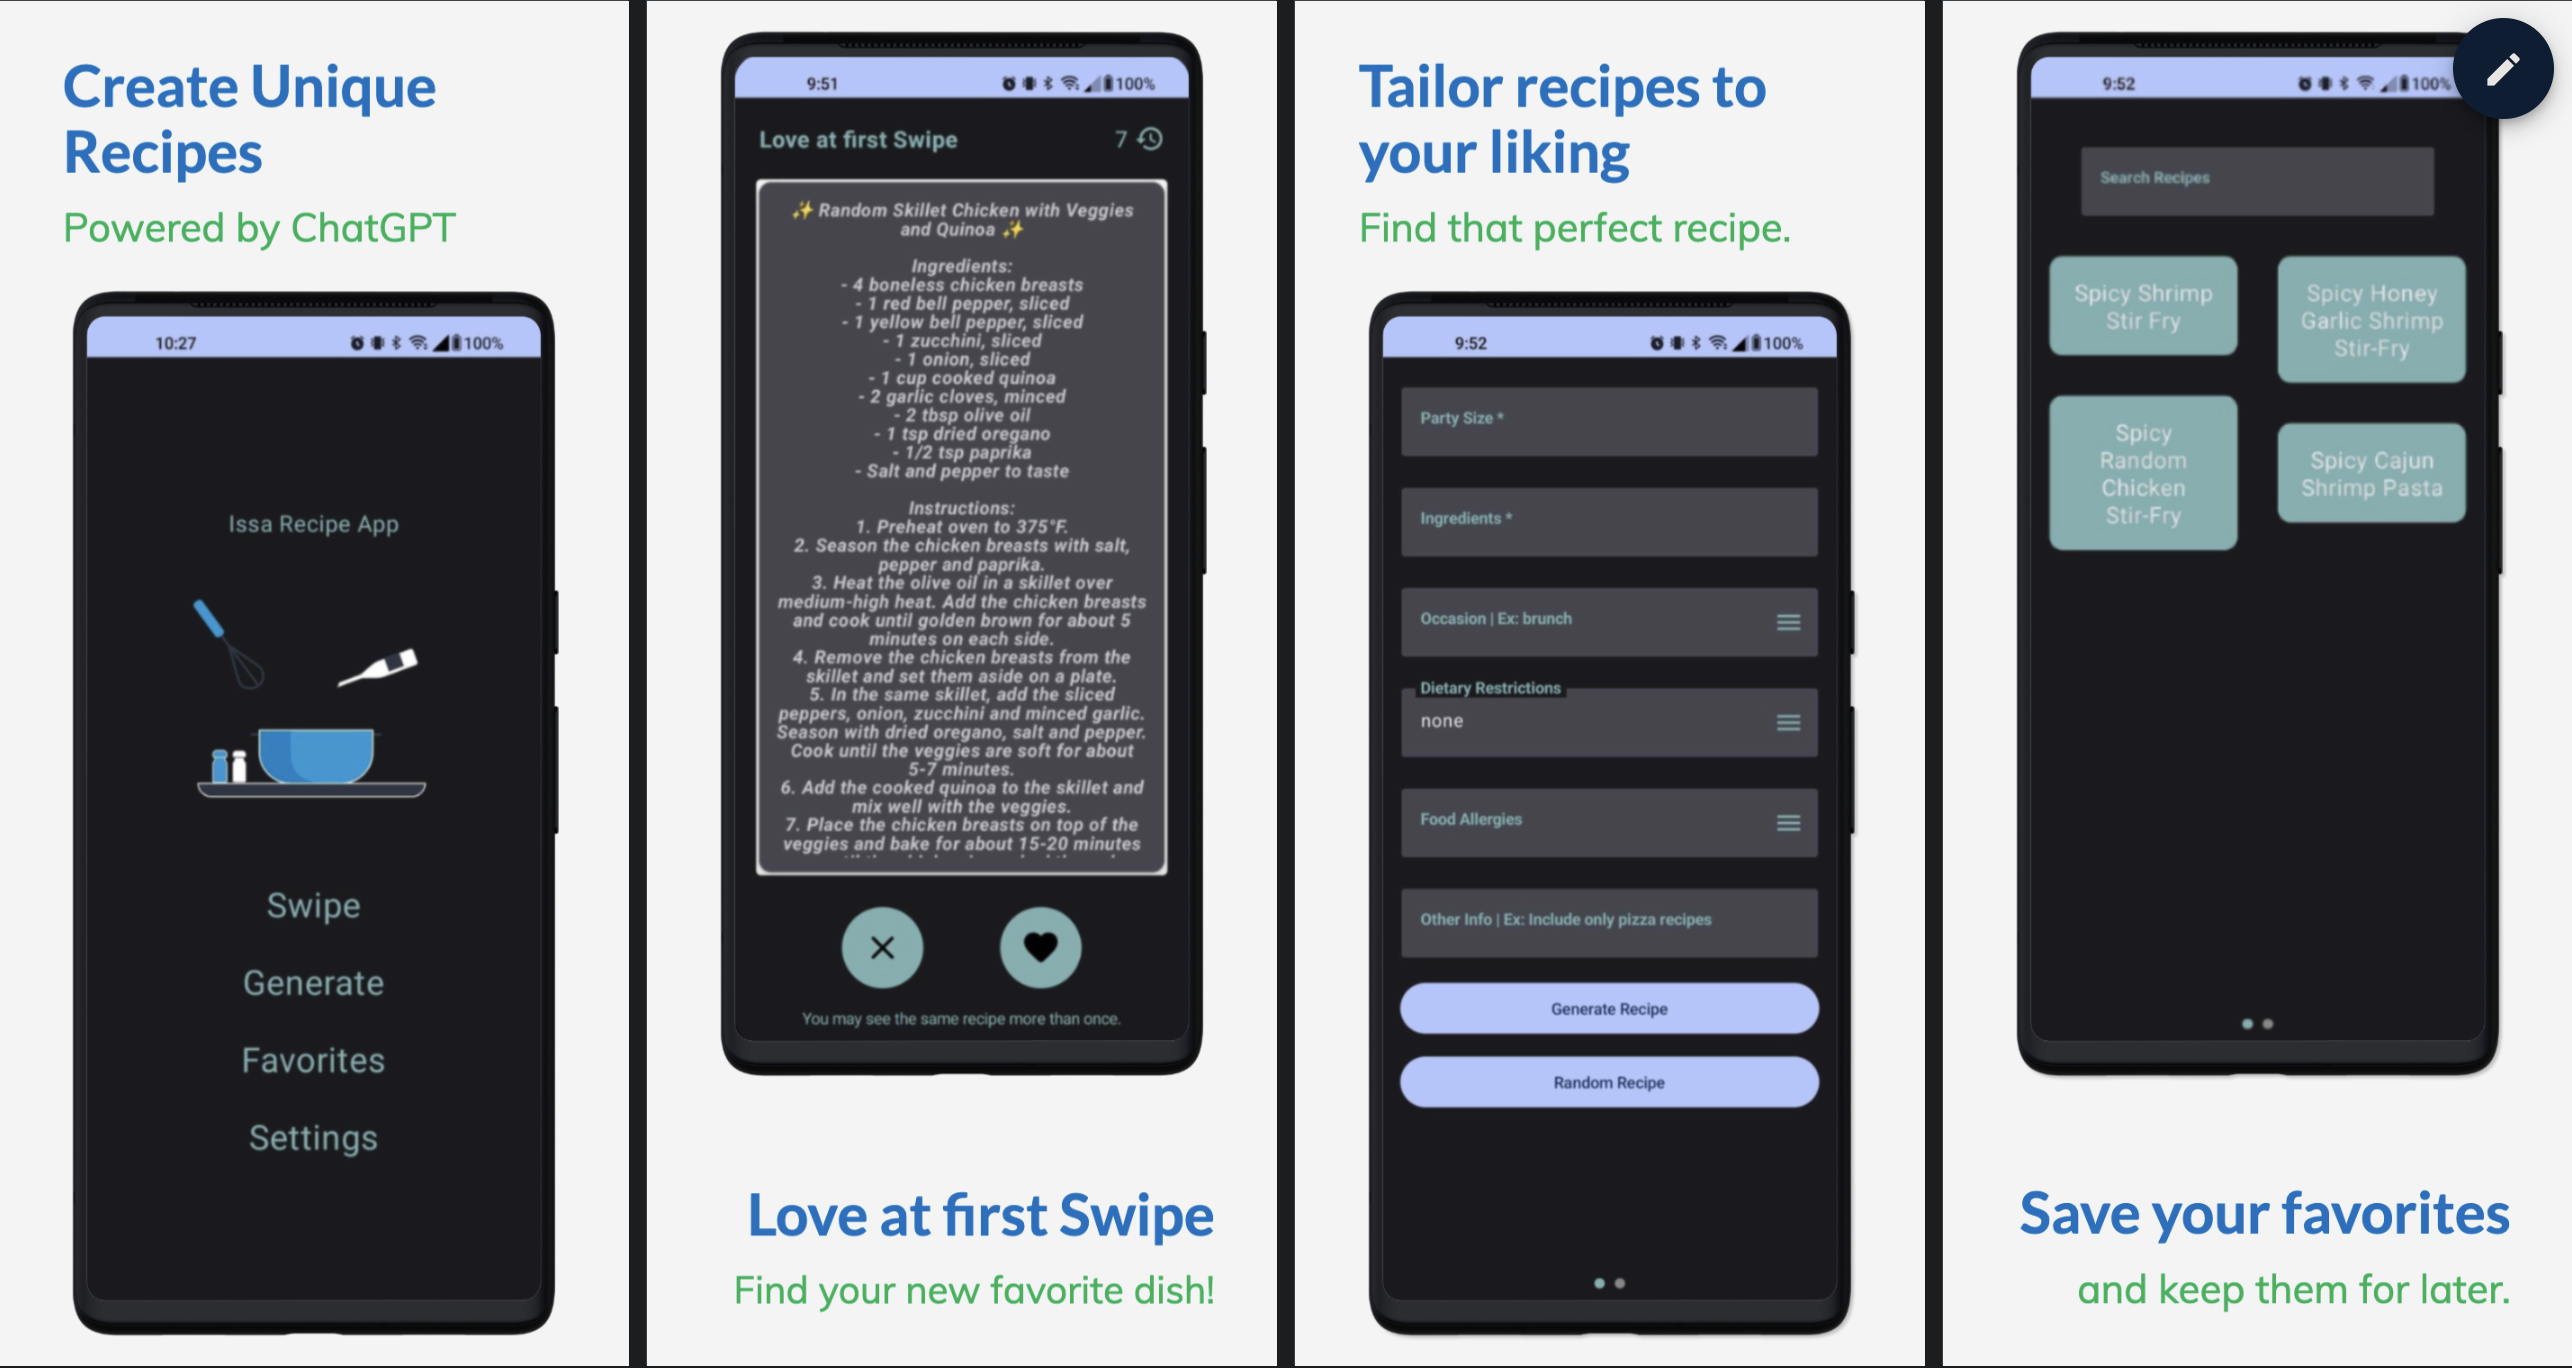 Create Unique
Recipes
Powered by ChatGPT
10:27
100%
Issa Recipe App
Swipe
Generate
Favorites
Settings
9:51
100%
Love at first Swipe
7
✨ Random Skillet Chicken with Veggies
and Quinoa ✨
Ingredients:
- 4 boneless chicken breasts
- 1 red bell pepper, sliced
- 1 yellow bell pepper, sliced
- 1 zucchini, sliced
- 1 onion, sliced
- 1 cup cooked quinoa
- 2 garlic cloves, minced
- 2 tbsp olive oil
- 1 tsp dried oregano
- 1/2 tsp paprika
- Salt and pepper to taste
Instructions:
1. Preheat oven to 375°F.
2. Season the chicken breasts with salt,
pepper and paprika.
3. Heat the olive oil in a skillet over
medium-high heat. Add the chicken breasts
and cook until golden brown for about 5
minutes on each side.
4. Remove the chicken breasts from the
skillet and set them aside on a plate.
5. In the same skillet, add the sliced
peppers, onion, zucchini and minced garlic.
Season with dried oregano, salt and pepper.
Cook until the veggies are soft for about
5-7 minutes.
6. Add the cooked quinoa to the skillet and
mix well with the veggies.
7. Place the chicken breasts on top of the
veggies and bake for about 15-20 minutes
You may see the same recipe more than once.
Love at first Swipe
Find your new favorite dish!
Tailor recipes to
your liking
Find that perfect recipe.
9:52
100%
Party Size *
Ingredients *
Occasion | Ex: brunch
Dietary Restrictions
none
Food Allergies
Other Info | Ex: Include only pizza recipes
Generate Recipe
Random Recipe
9:52
100%
Search Recipes
Spicy Shrimp
Stir Fry
Spicy Honey
Garlic Shrimp
Stir-Fry
Spicy
Random
Chicken
Stir-Fry
Spicy Cajun
Shrimp Pasta
Save your favorites
and keep them for later.